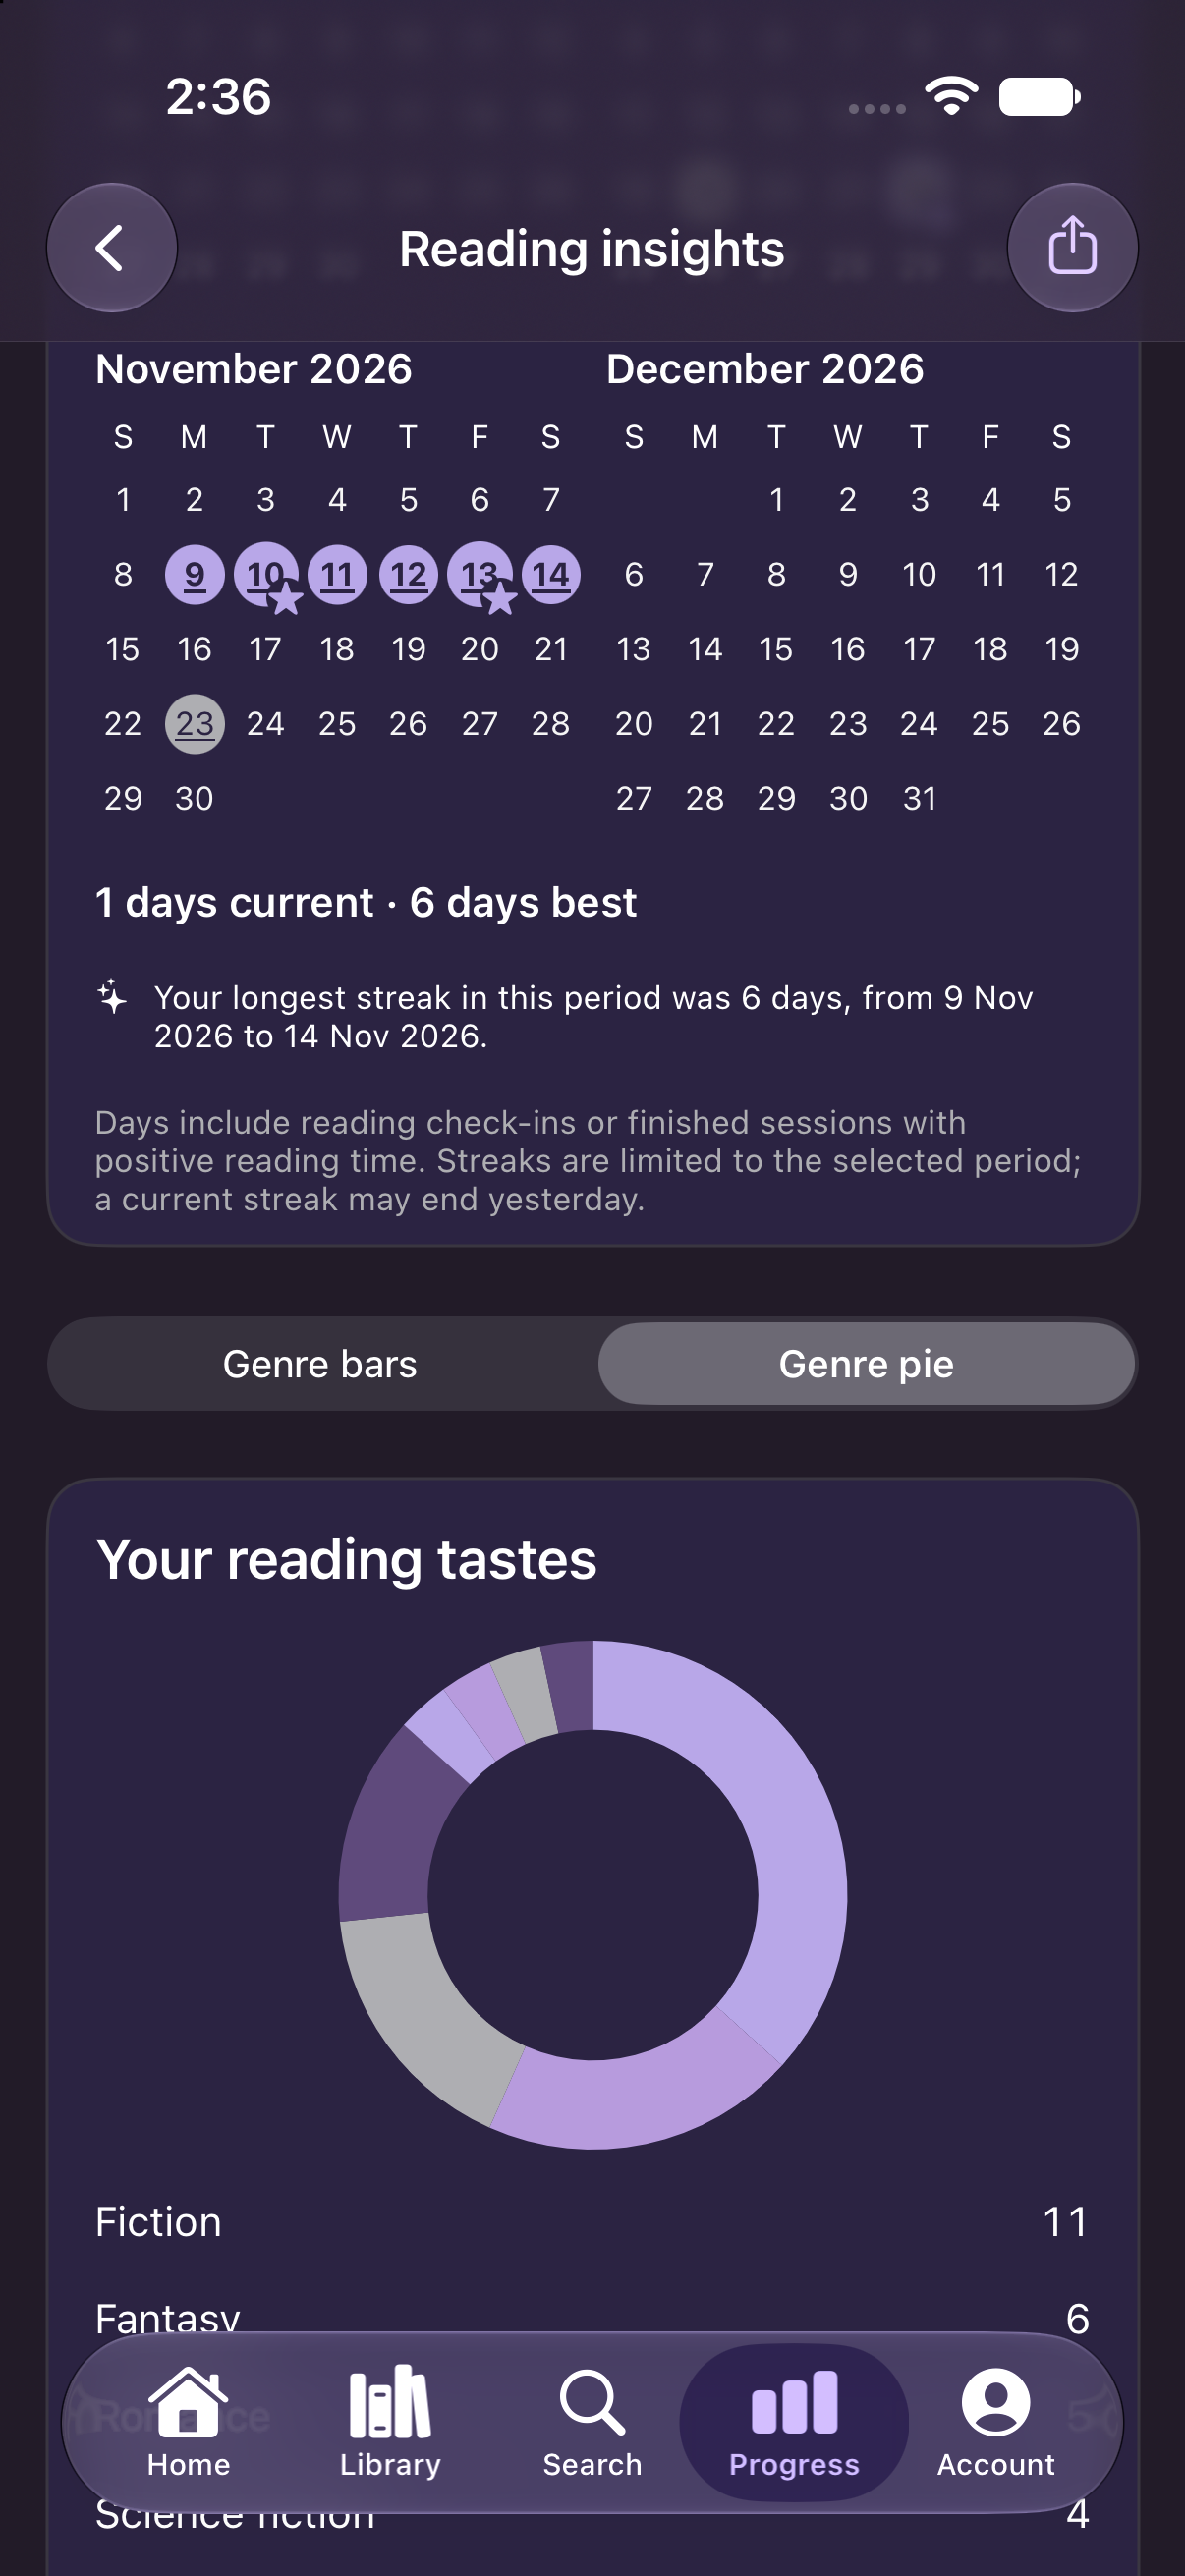 2:36
Reading insights
November 2026
S M T W T F S
1 2 3 4 5 6 7
8 9 10 11 12 13 14
15 16 17 18 19 20 21
22 23 24 25 26 27 28
29 30
December 2026
S M T W T F S
1 2 3 4 5
6 7 8 9 10 11 12
13 14 15 16 17 18 19
20 21 22 23 24 25 26
27 28 29 30 31
1 days current · 6 days best
Your longest streak in this period was 6 days, from 9 Nov
2026 to 14 Nov 2026.
Days include reading check-ins or finished sessions with
positive reading time. Streaks are limited to the selected period;
a current streak may end yesterday.
Genre bars
Genre pie
Your reading tastes
Fiction 11
Fantasy 6
Romance 5
Science fiction 4
Home
Library
Search
Progress
Account